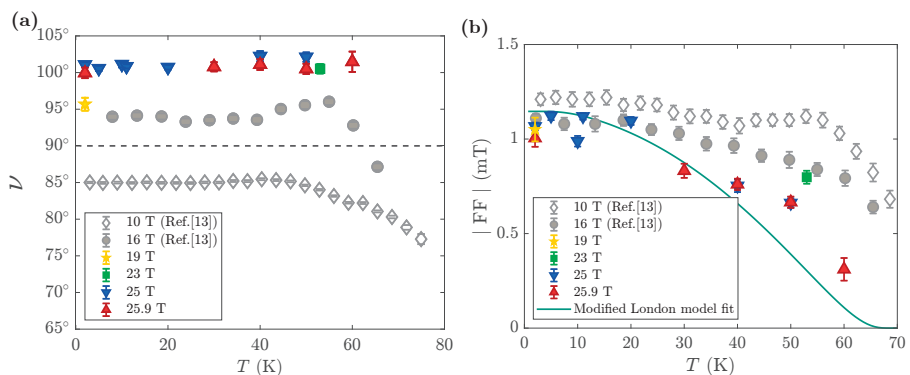 (a)
105°
100°
95°
90°
85°
80°
75°
70°
65°
ν
10 T (Ref.[13])
16 T (Ref.[13])
19 T
23 T
25 T
25.9 T
0 20 40 60 80
T (K)
(b)
1.5
1
0.5
0
| FF | (mT)
10 T (Ref.[13])
16 T (Ref.[13])
19 T
23 T
25 T
25.9 T
Modified London model fit
0 10 20 30 40 50 60 70
T (K)